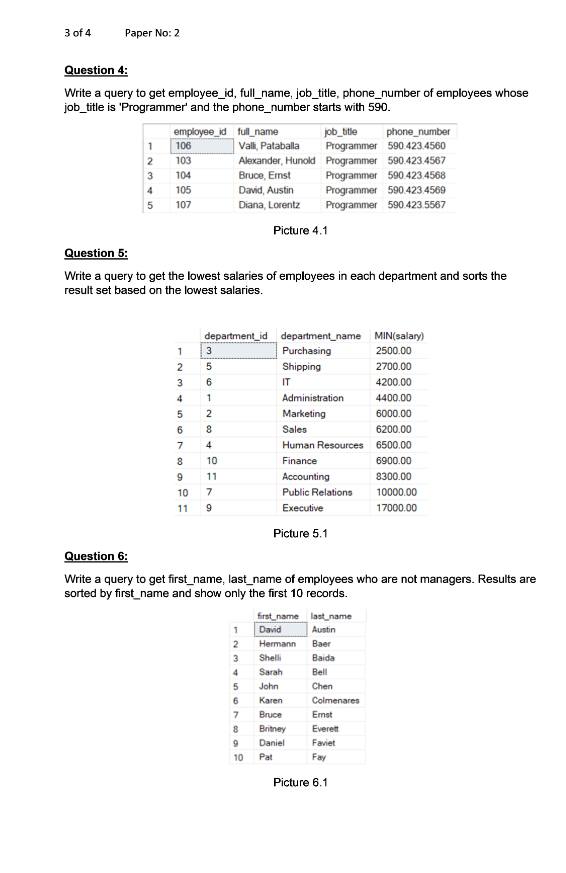 3 of 4 Paper No: 2
Question 4:
Write a query to get employee_id, full_name, job_title, phone_number of employees whose
job_title is 'Programmer' and the phone_number starts with 590.
employee_id full_name job_title phone_number
1 106 Valli, Pataballa Programmer 590.423.4560
2 103 Alexander, Hunold Programmer 590.423.4567
3 104 Bruce, Ernst Programmer 590.423.4568
4 105 David, Austin Programmer 590.423.4569
5 107 Diana, Lorentz Programmer 590.423.5567
Picture 4.1
Question 5:
Write a query to get the lowest salaries of employees in each department and sorts the
result set based on the lowest salaries.
department_id department_name MIN(salary)
1 3 Purchasing 2500.00
2 5 Shipping 2700.00
3 6 IT 4200.00
4 1 Administration 4400.00
5 2 Marketing 6000.00
6 8 Sales 6200.00
7 4 Human Resources 6500.00
8 10 Finance 6900.00
9 11 Accounting 8300.00
10 7 Public Relations 10000.00
11 9 Executive 17000.00
Picture 5.1
Question 6:
Write a query to get first_name, last_name of employees who are not managers. Results are
sorted by first_name and show only the first 10 records.
first_name last_name
1 David Austin
2 Hermann Baer
3 Shelli Baida
4 Sarah Bell
5 John Chen
6 Karen Colmenares
7 Bruce Ernst
8 Britney Everett
9 Daniel Faviet
10 Pat Fay
Picture 6.1